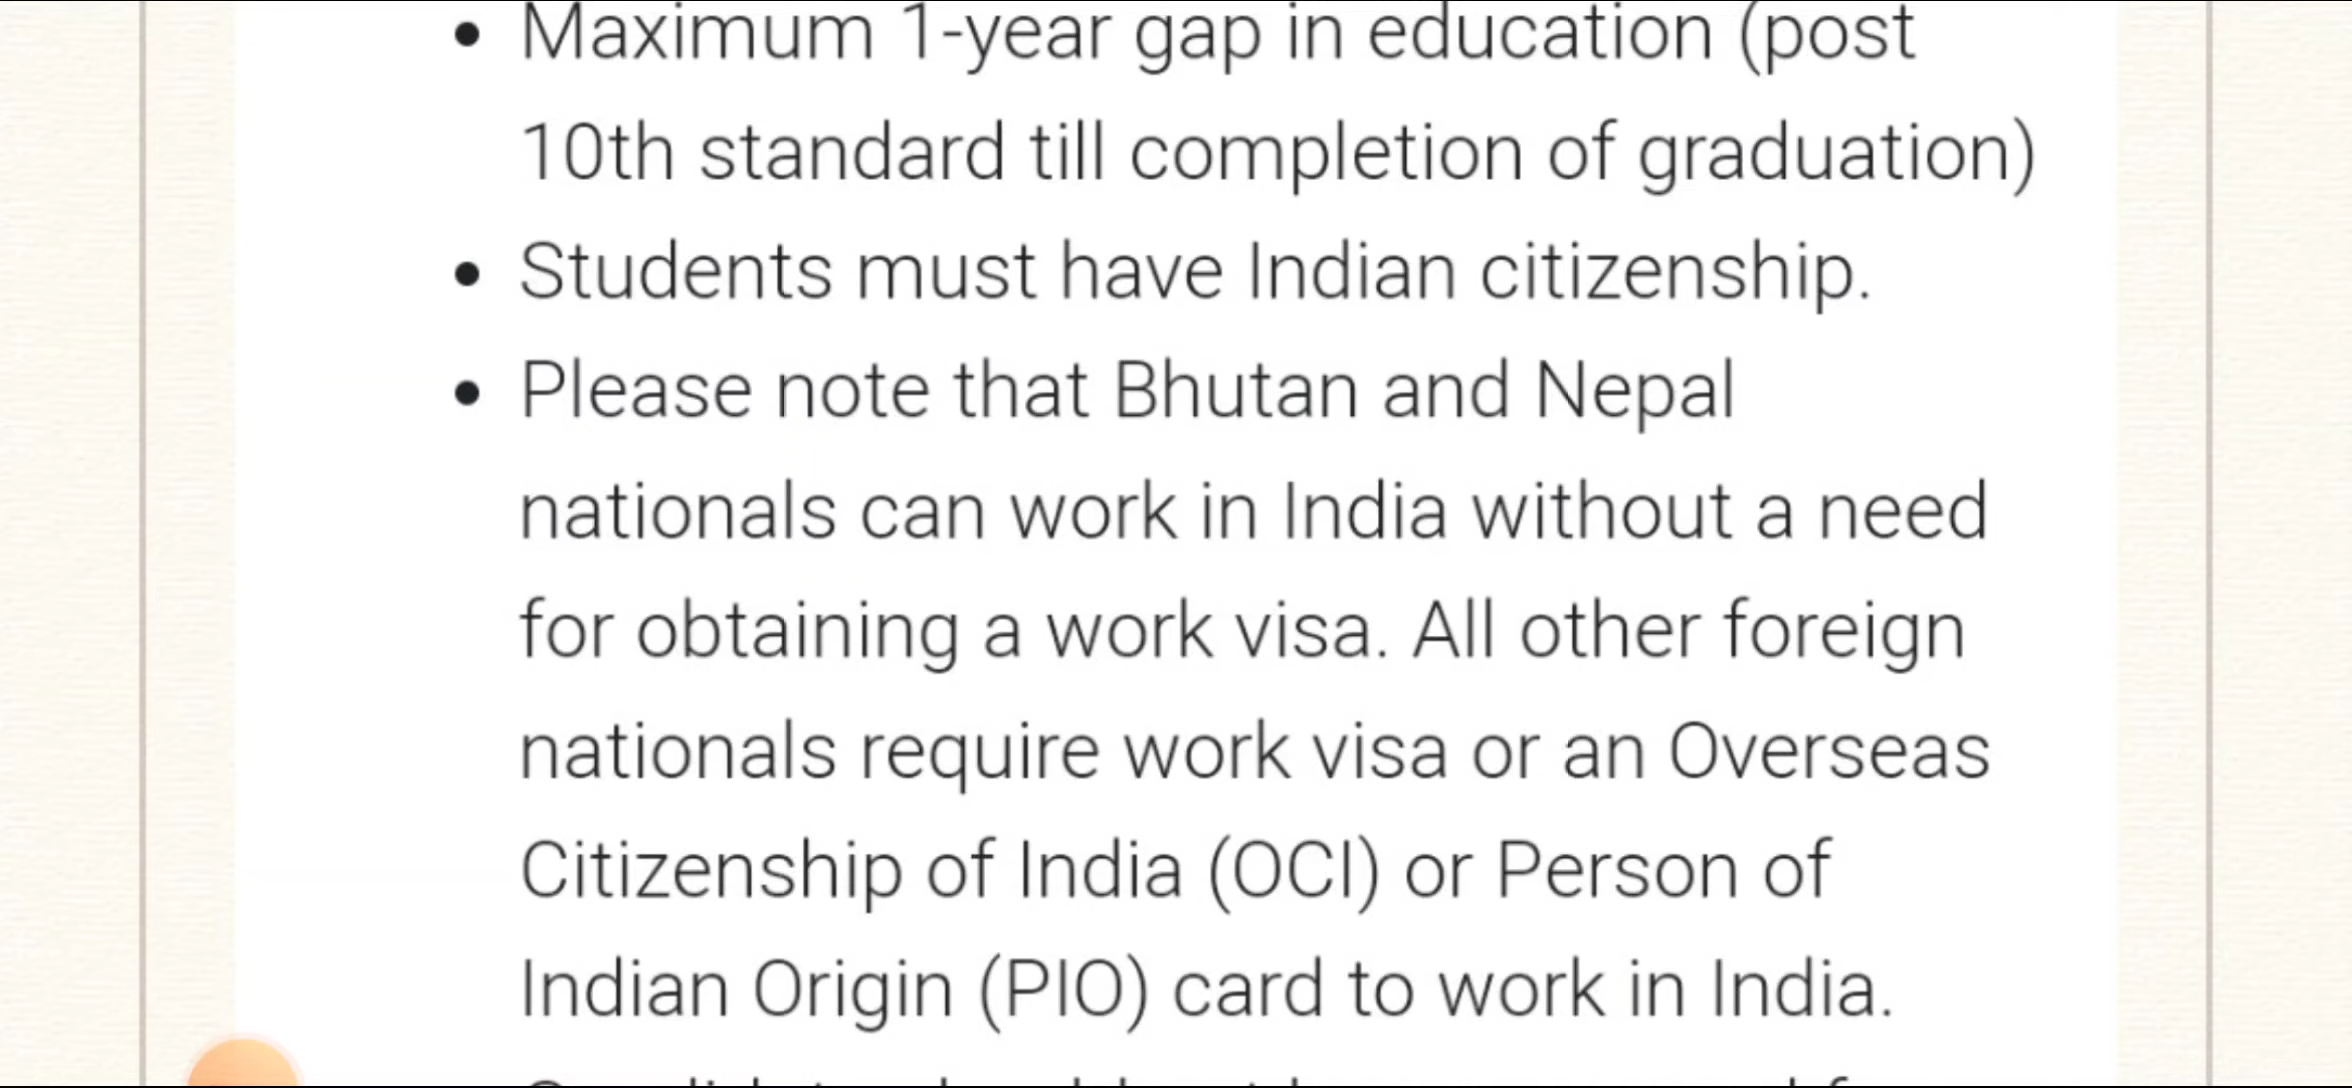 • Maximum 1-year gap in education (post
10th standard till completion of graduation)
• Students must have Indian citizenship.
• Please note that Bhutan and Nepal
nationals can work in India without a need
for obtaining a work visa. All other foreign
nationals require work visa or an Overseas
Citizenship of India (OCI) or Person of
Indian Origin (PIO) card to work in India.